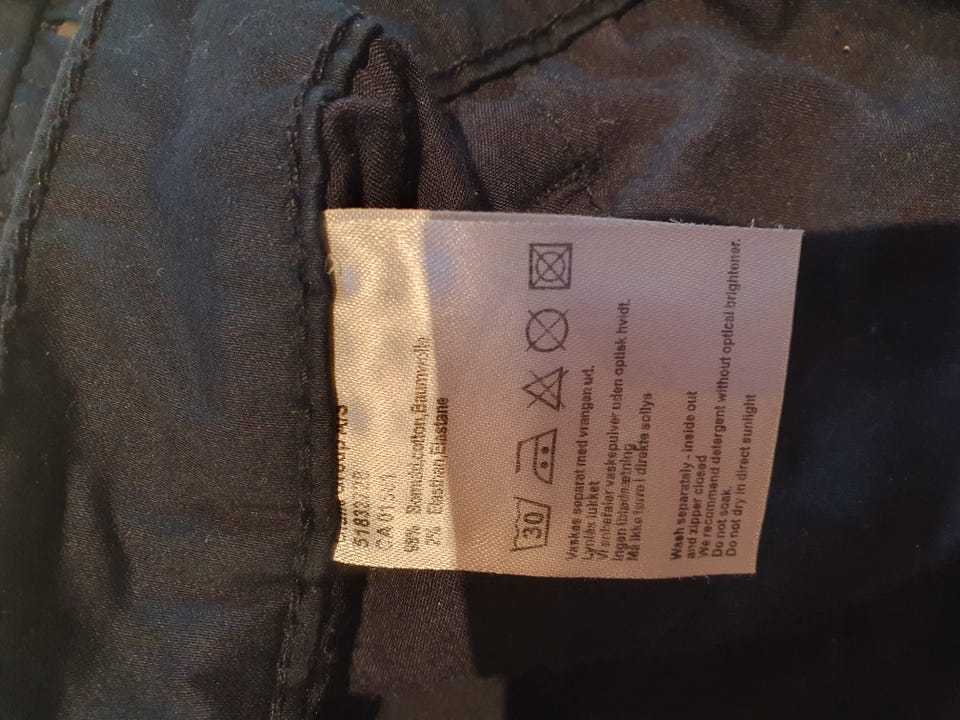 98% Bomuld,cotton,Baumwolle
2% Elasthan,Elastane
30
Vaskes separat med vrangen ud.
Lynlås lukket
Vi anbefaler vaskepulver uden optisk hvidt.
Ingen iblødsætning
Må ikke tørre i direkte sollys
Wash separately - inside out
and zipper closed
We recommend detergent without optical brightener.
Do not soak.
Do not dry in direct sunlight